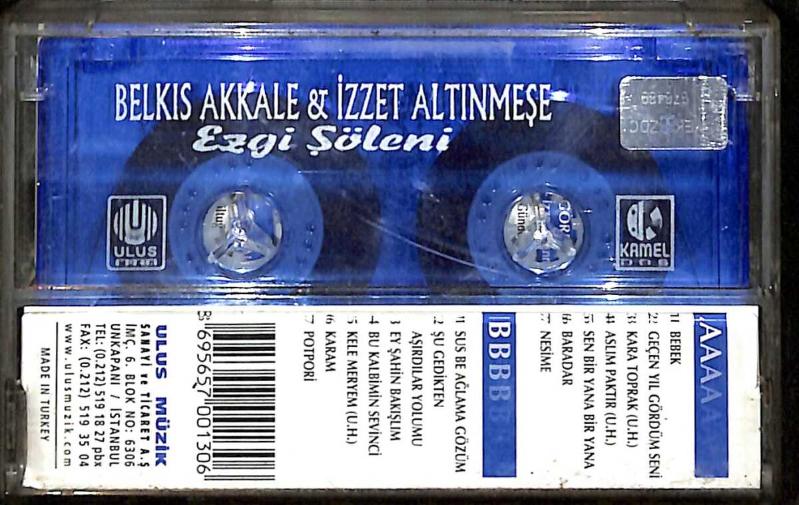 BELKIS AKKALE & İZZET ALTINMEŞE
Ezgi Şöleni
ULUS
MÜZİK
KAMEL
DBS
AAAA
1 BEBEK
2 GEÇEN YIL GÖRDÜM SENİ
3 KARA TOPRAK (U.H.)
4 ASLIM PAKTIR (U.H.)
5 SEN BİR YANA BİR YANA
6 BARADAR
7 NESİME
BBBB
1 SUS BE AĞLAMA GÖZÜM
2 ŞU GEDİKTEN
AŞIRDILAR YOLUMU
3 EY ŞAHİN BAKIŞLIM
4 BU KALBİMİN SEVİNCİ
5 KELE MERYEM (U.H.)
6 KARAM
7 POTPORİ
8 695657 001306
ULUS MÜZİK
SANAYİ ve TİCARET A.Ş
İMÇ. 6. BLOK NO: 6306
UNKAPANI / İSTANBUL
TEL: (0.212) 519 18 27 pbx
FAX: (0.212) 519 35 04
www.ulusmuzik.com
MADE IN TURKEY